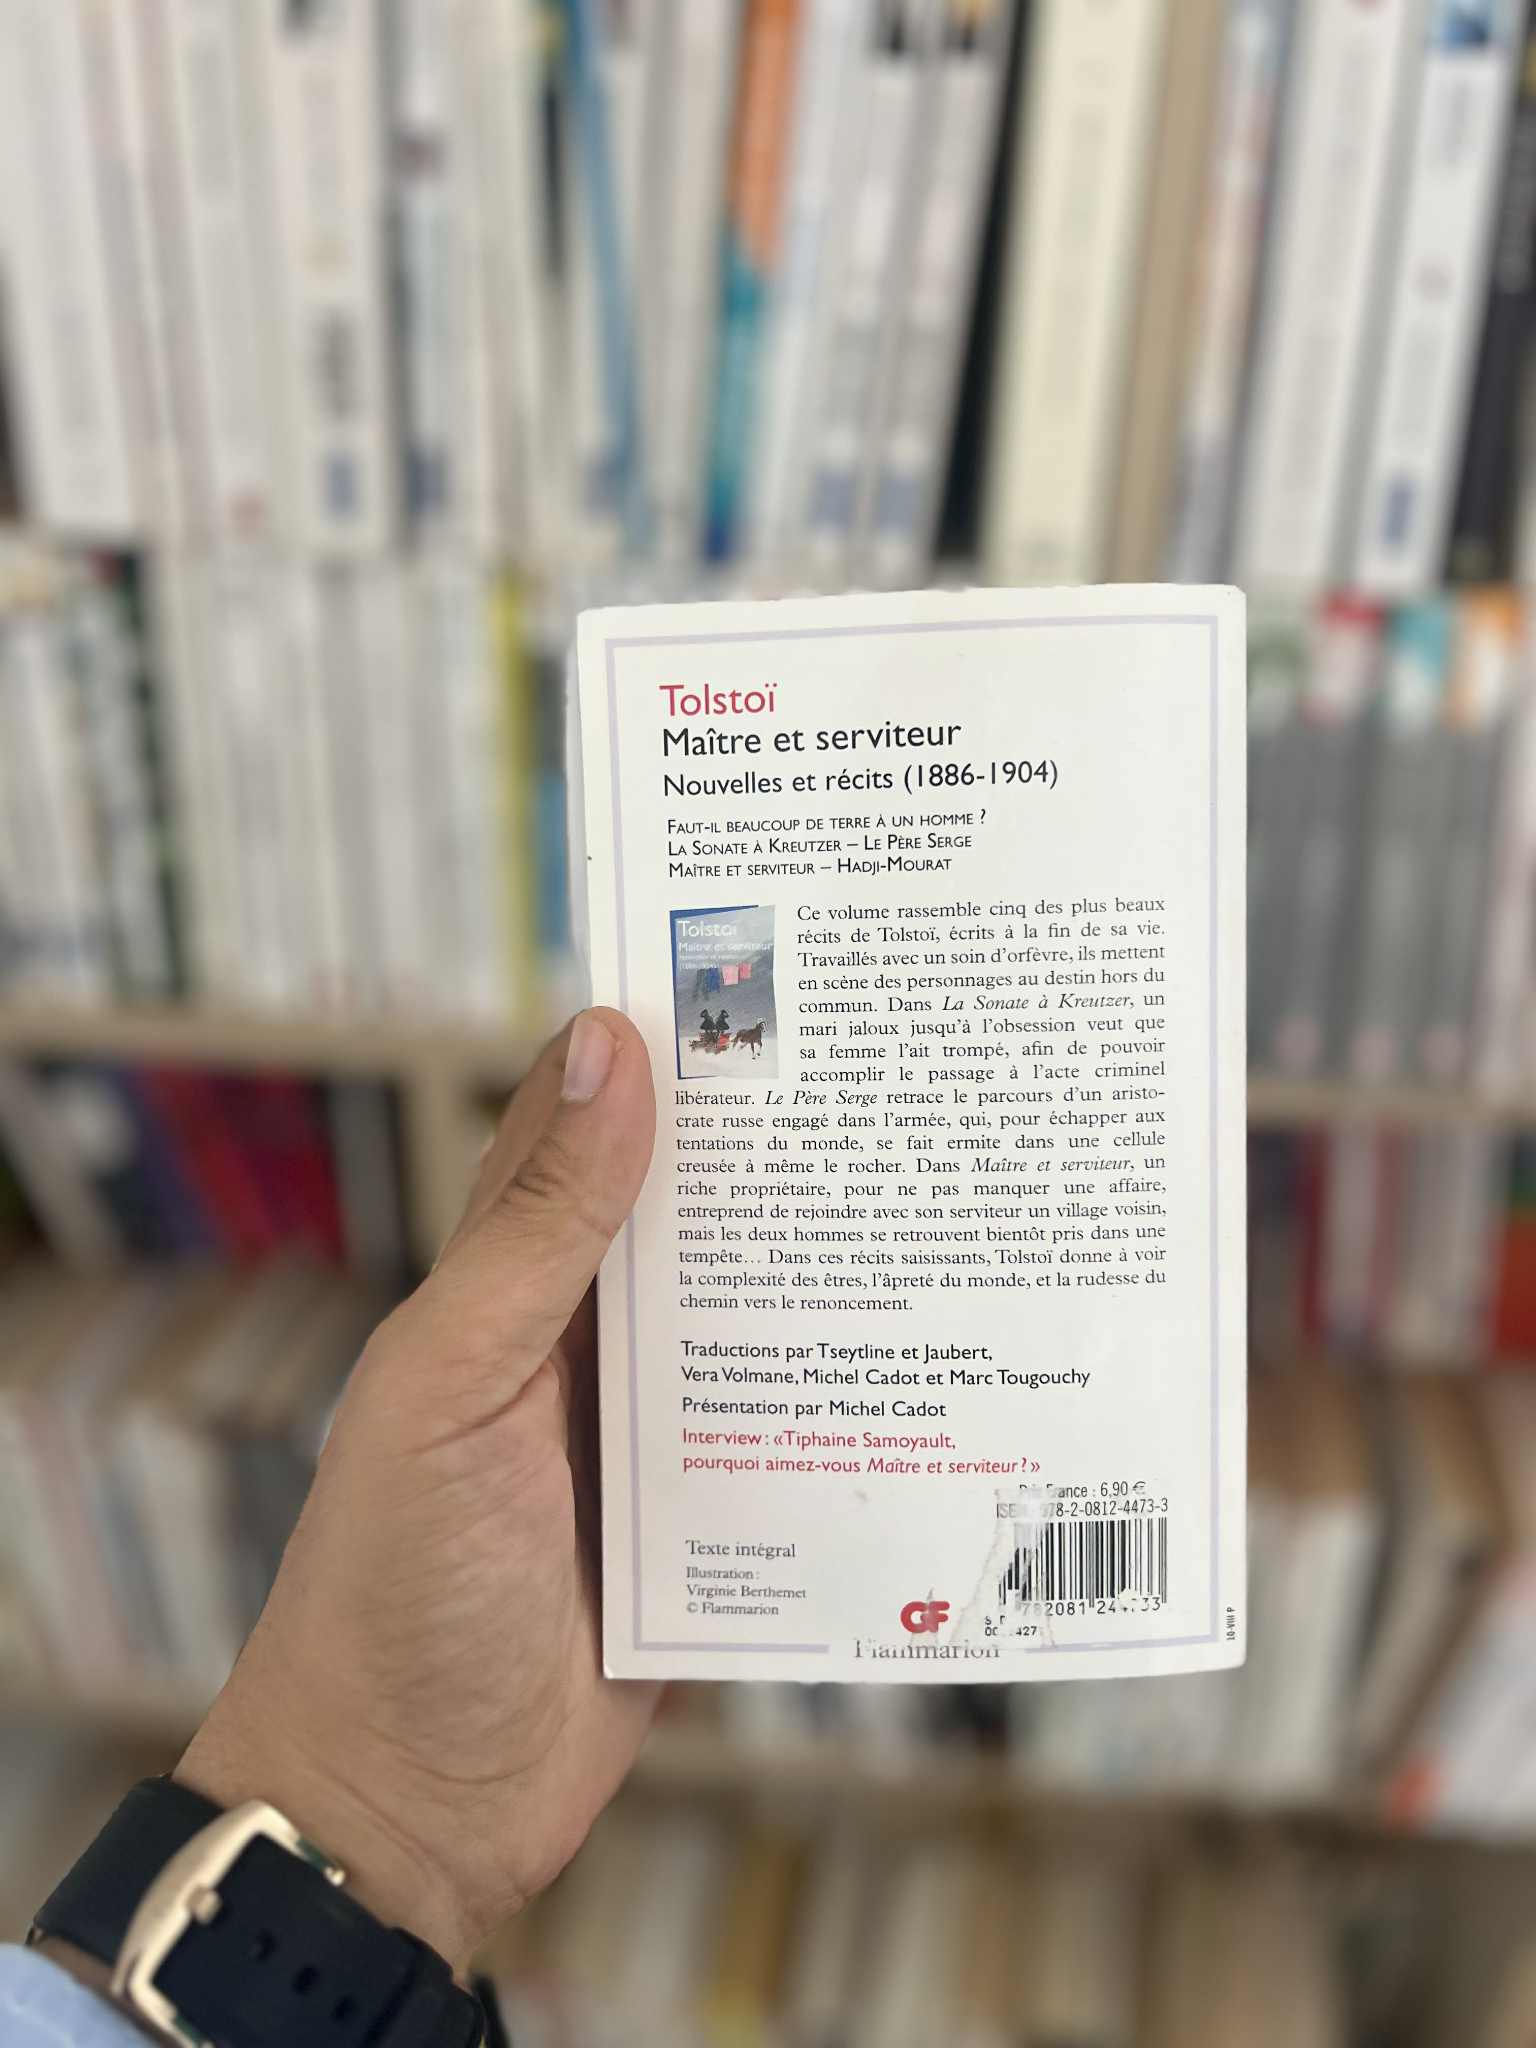 Tolstoï
Maître et serviteur
Nouvelles et récits (1886-1904)
FAUT-IL BEAUCOUP DE TERRE À UN HOMME ?
LA SONATE À KREUTZER – LE PÈRE SERGE
MAÎTRE ET SERVITEUR – HADJI-MOURAT
Tolstoï
Maître et serviteur
Ce volume rassemble cinq des plus beaux
récits de Tolstoï, écrits à la fin de sa vie.
Travaillés avec un soin d'orfèvre, ils mettent
en scène des personnages au destin hors du
commun. Dans La Sonate à Kreutzer, un
mari jaloux jusqu'à l'obsession veut que
sa femme l'ait trompé, afin de pouvoir
accomplir le passage à l'acte criminel
libérateur. Le Père Serge retrace le parcours d'un aristo-
crate russe engagé dans l'armée, qui, pour échapper aux
tentations du monde, se fait ermite dans une cellule
creusée à même le rocher. Dans Maître et serviteur, un
riche propriétaire, pour ne pas manquer une affaire,
entreprend de rejoindre avec son serviteur un village voisin,
mais les deux hommes se retrouvent bientôt pris dans une
tempête… Dans ces récits saisissants, Tolstoï donne à voir
la complexité des êtres, l'âpreté du monde, et la rudesse du
chemin vers le renoncement.
Traductions par Tseytline et Jaubert,
Vera Volmane, Michel Cadot et Marc Tougouchy
Présentation par Michel Cadot
Interview : «Tiphaine Samoyault,
pourquoi aimez-vous Maître et serviteur ? »
France : 6,90 €
978-2-0812-4473-3
Texte intégral
Illustration :
Virginie Berthemet
© Flammarion
GF
Flammarion
10-VIII P